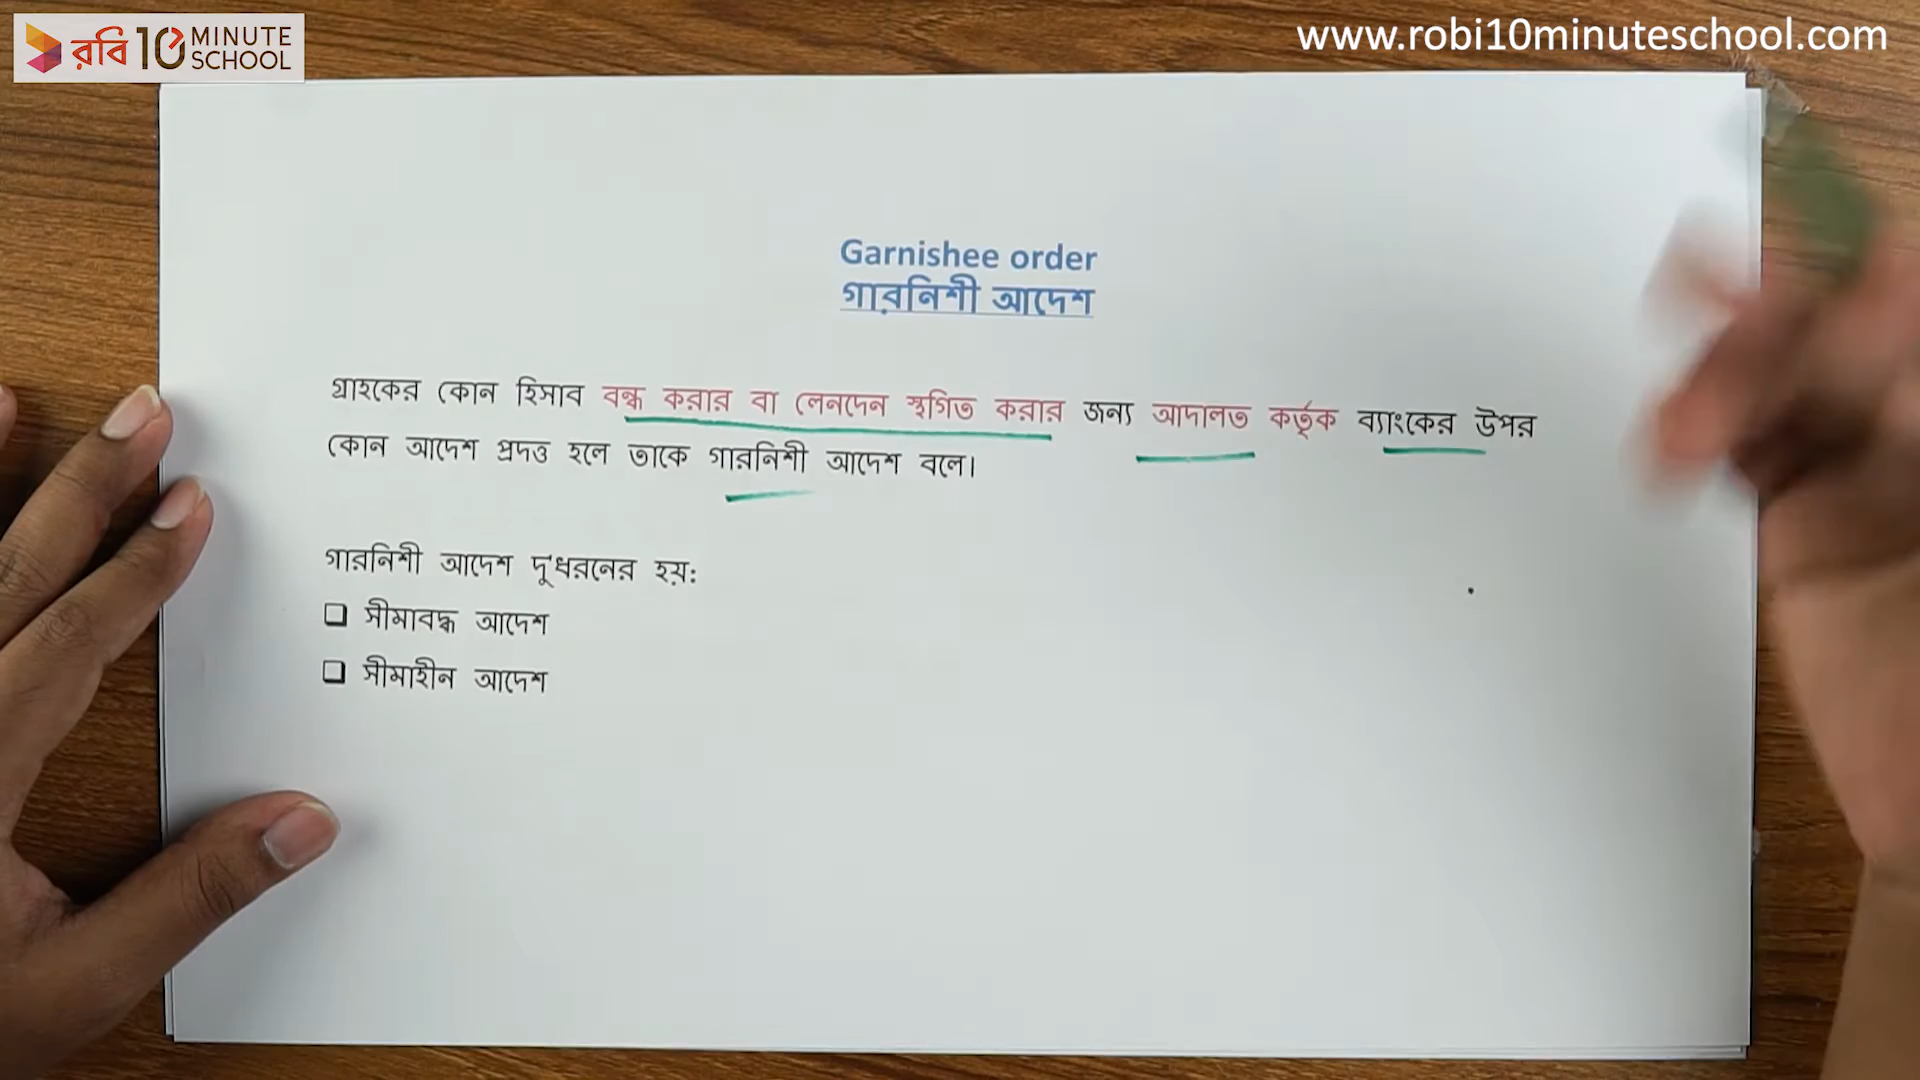 রবি 10 MINUTE SCHOOL
www.robi10minuteschool.com
Garnishee order
গারনিশী আদেশ
গ্রাহকের কোন হিসাব বন্ধ করার বা লেনদেন স্থগিত করার জন্য আদালত কর্তৃক ব্যাংকের উপর
কোন আদেশ প্রদত্ত হলে তাকে গারনিশী আদেশ বলে।
গারনিশী আদেশ দু'ধরনের হয়:
❑ সীমাবদ্ধ আদেশ
❑ সীমাহীন আদেশ